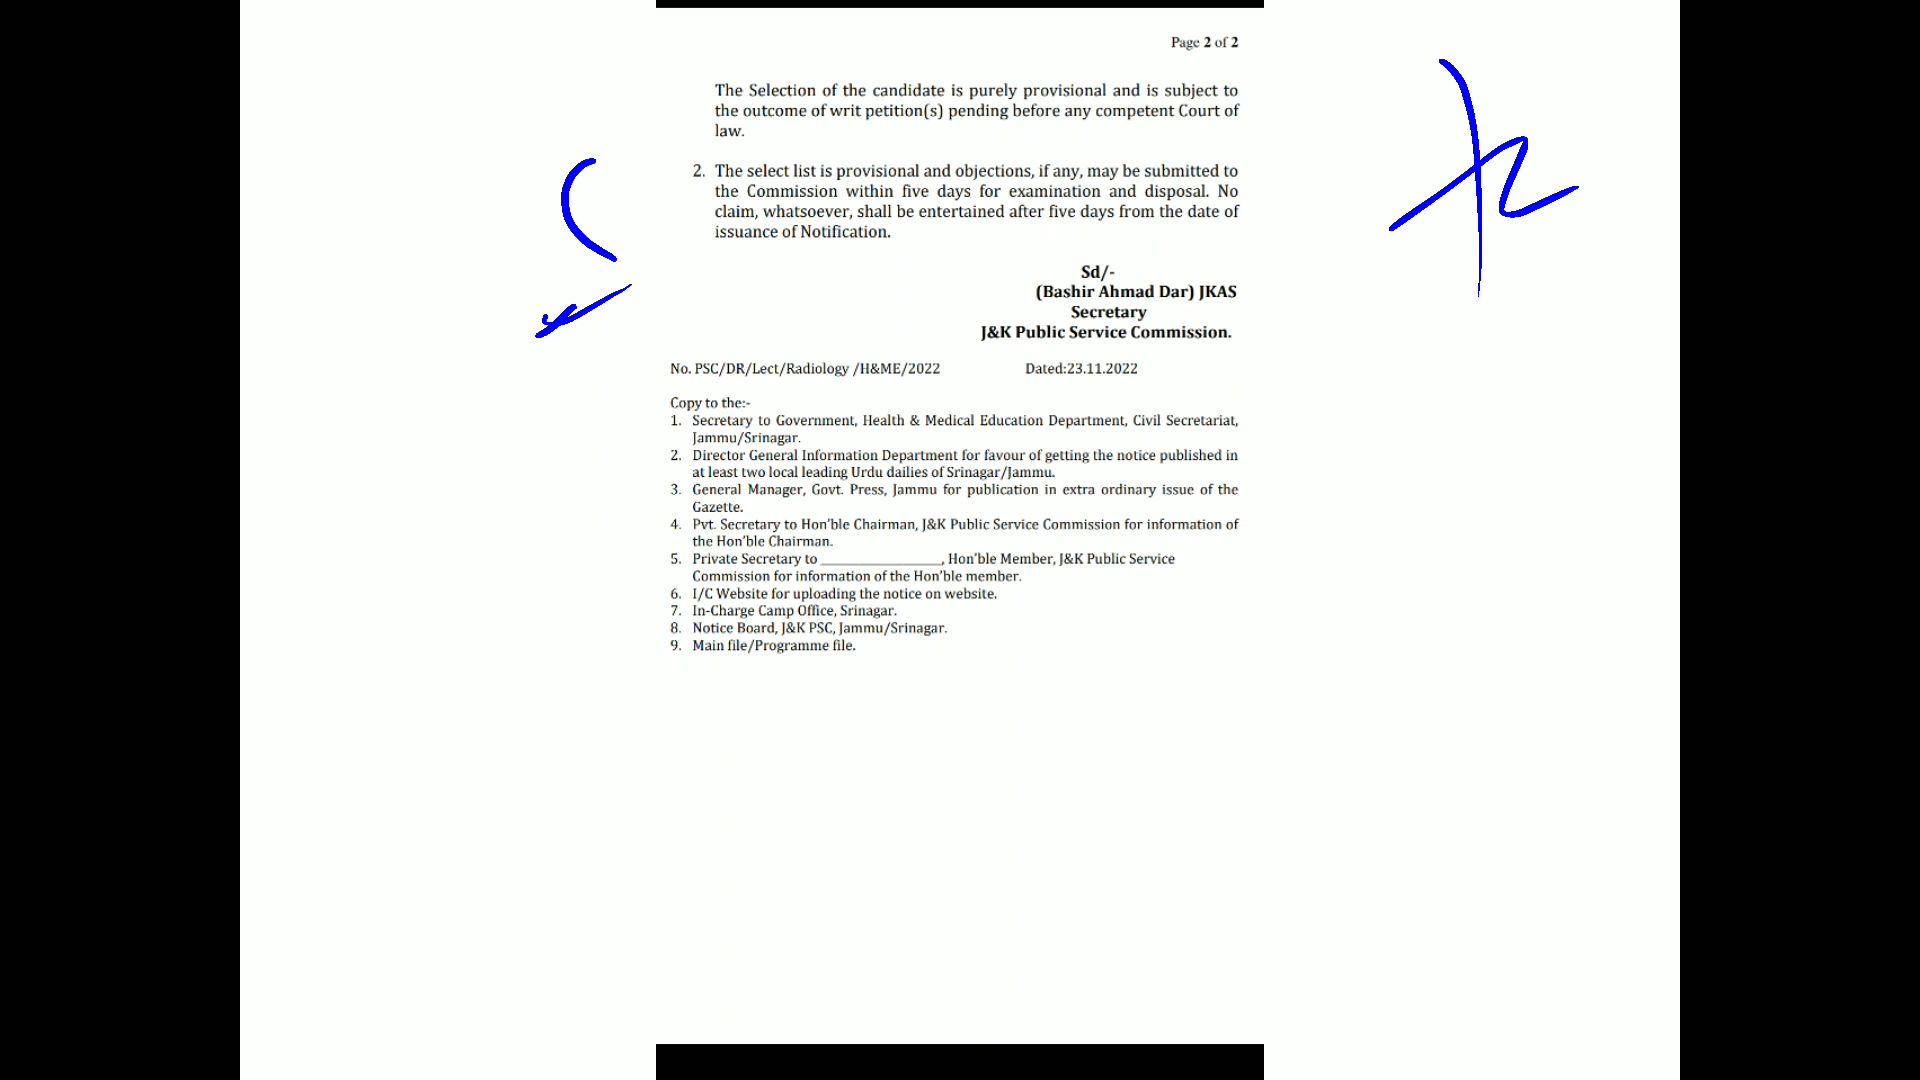 Page 2 of 2
The Selection of the candidate is purely provisional and is subject to
the outcome of writ petition(s) pending before any competent Court of
law.
2. The select list is provisional and objections, if any, may be submitted to
the Commission within five days for examination and disposal. No
claim, whatsoever, shall be entertained after five days from the date of
issuance of Notification.
Sd/-
(Bashir Ahmad Dar) JKAS
Secretary
J&K Public Service Commission.
No. PSC/DR/Lect/Radiology /H&ME/2022 Dated:23.11.2022
Copy to the:-
1. Secretary to Government, Health & Medical Education Department, Civil Secretariat,
Jammu/Srinagar.
2. Director General Information Department for favour of getting the notice published in
at least two local leading Urdu dailies of Srinagar/Jammu.
3. General Manager, Govt. Press, Jammu for publication in extra ordinary issue of the
Gazette.
4. Pvt. Secretary to Hon’ble Chairman, J&K Public Service Commission for information of
the Hon’ble Chairman.
5. Private Secretary to ________________, Hon’ble Member, J&K Public Service
Commission for information of the Hon’ble member.
6. I/C Website for uploading the notice on website.
7. In-Charge Camp Office, Srinagar.
8. Notice Board, J&K PSC, Jammu/Srinagar.
9. Main file/Programme file.